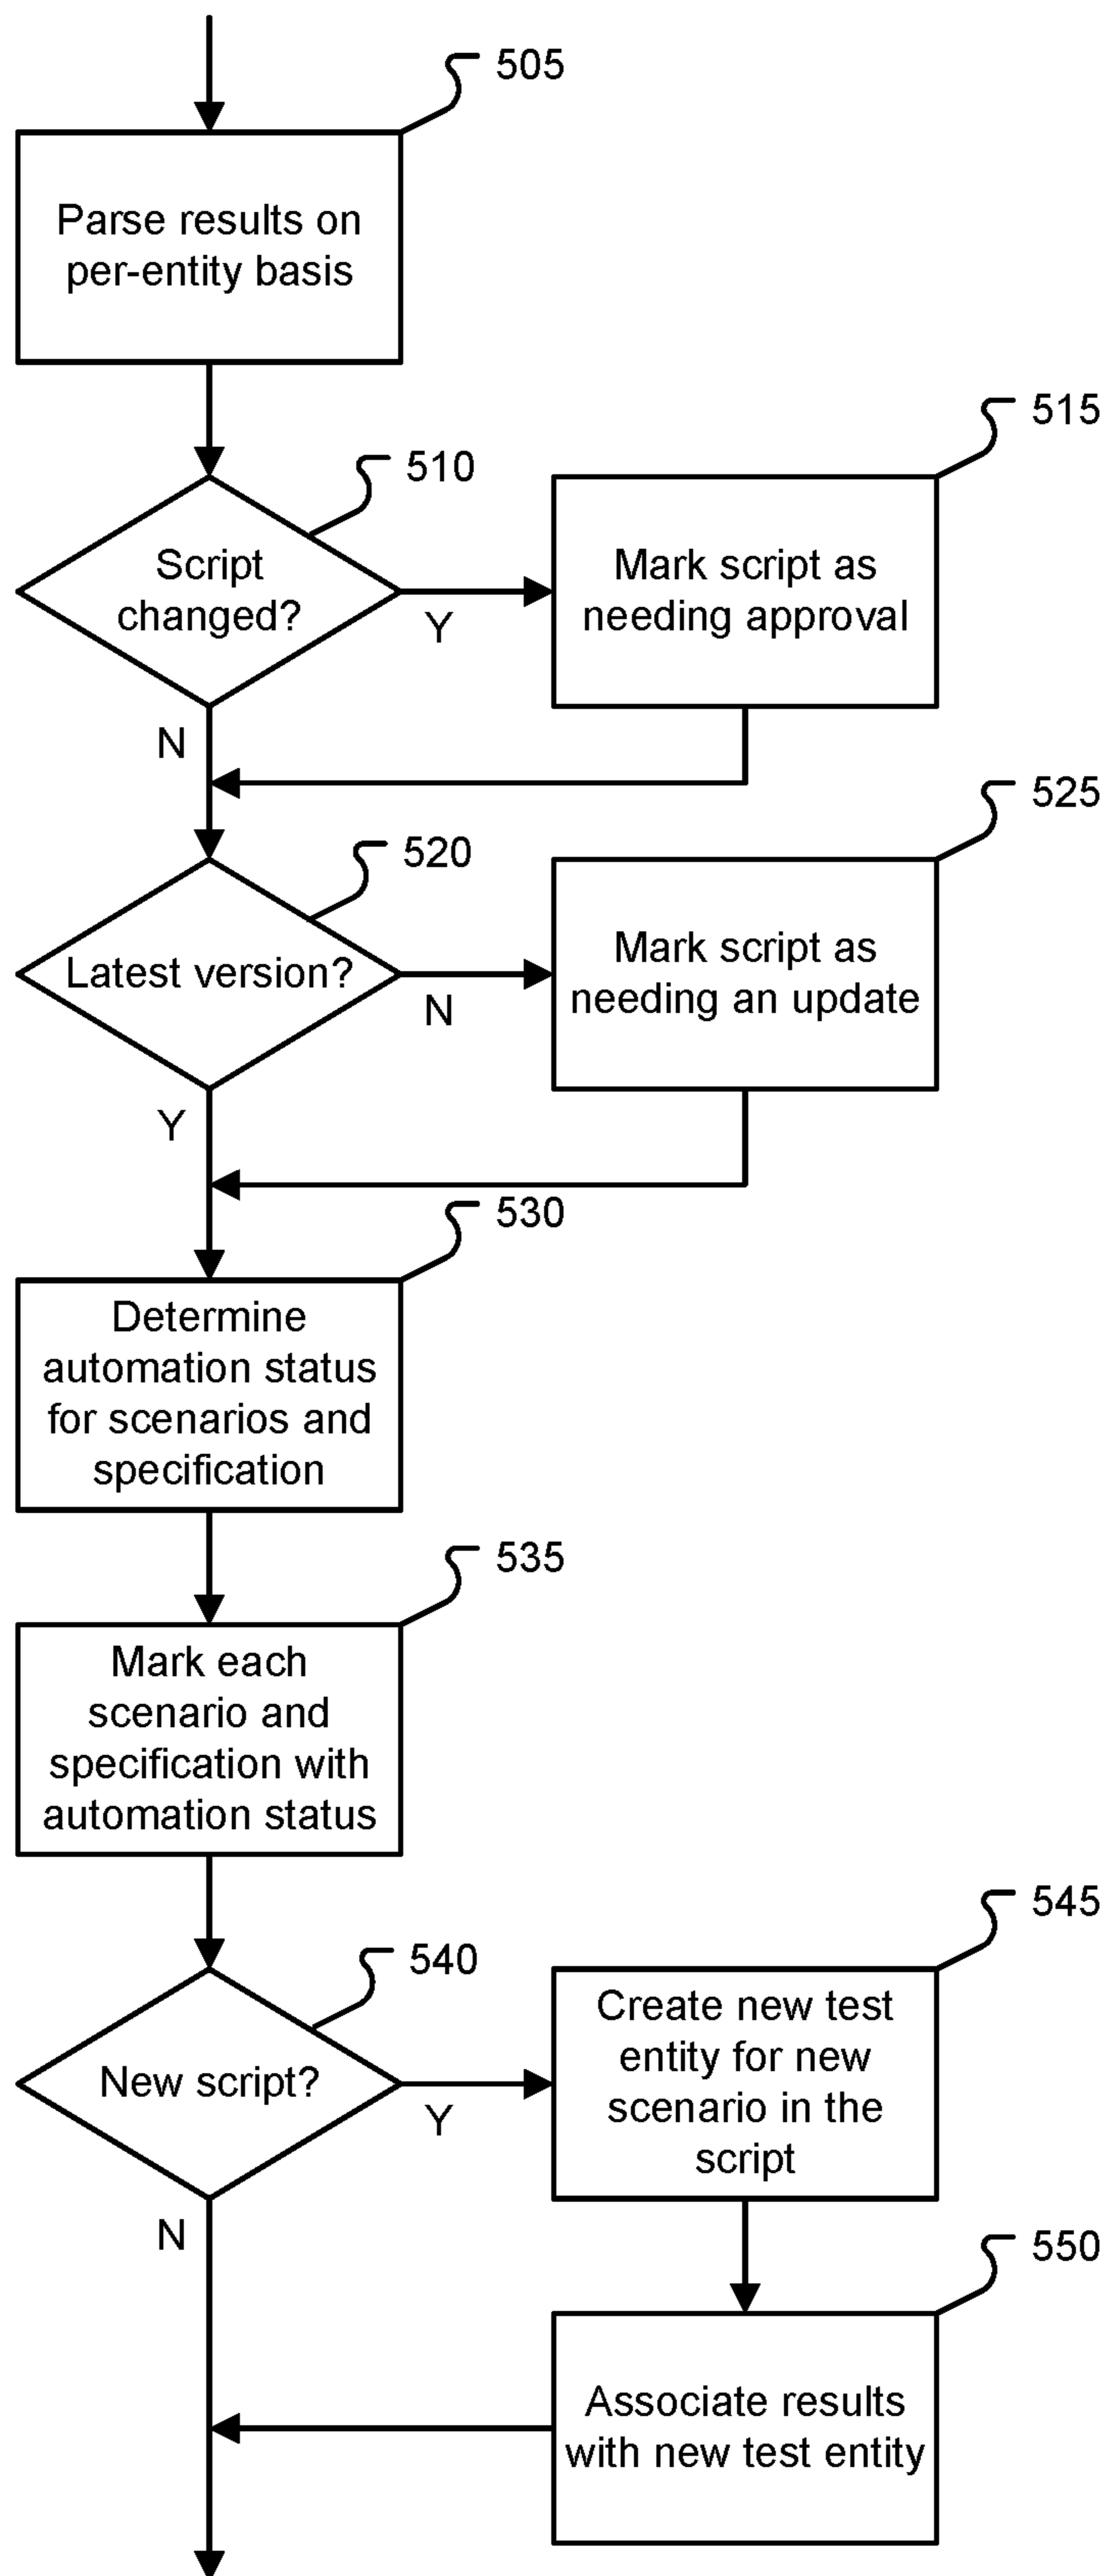 505
Parse results on
per-entity basis
510
515
Script
changed?
Y
Mark script as
needing approval
N
520
525
Latest version?
N
Mark script as
needing an update
Y
530
Determine
automation status
for scenarios and
specification
535
Mark each
scenario and
specification with
automation status
540
545
New script?
Y
Create new test
entity for new
scenario in the
script
N
550
Associate results
with new test entity